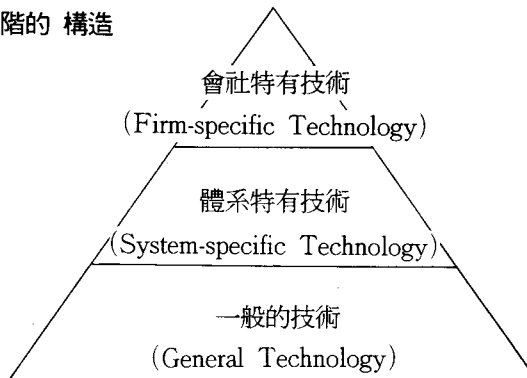 階的 構造
會社特有技術
(Firm-specific Technology)
體系特有技術
(System-specific Technology)
一般的技術
(General Technology)